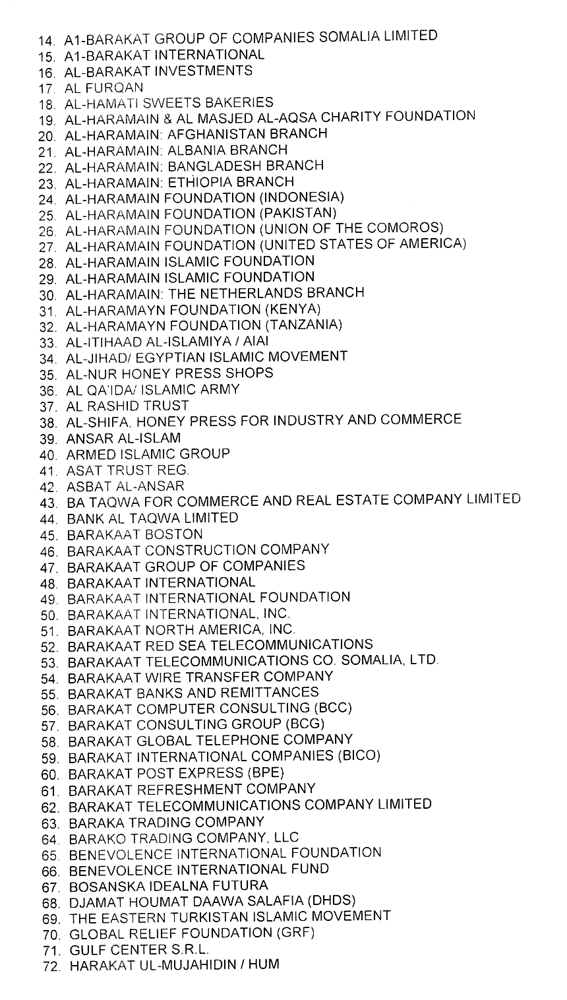 14. A1-BARAKAT GROUP OF COMPANIES SOMALIA LIMITED
15. A1-BARAKAT INTERNATIONAL
16. AL-BARAKAT INVESTMENTS
17. AL FURQAN
18. AL-HAMATI SWEETS BAKERIES
19. AL-HARAMAIN & AL MASJED AL-AQSA CHARITY FOUNDATION
20. AL-HARAMAIN: AFGHANISTAN BRANCH
21. AL-HARAMAIN: ALBANIA BRANCH
22. AL-HARAMAIN: BANGLADESH BRANCH
23. AL-HARAMAIN: ETHIOPIA BRANCH
24. AL-HARAMAIN FOUNDATION (INDONESIA)
25. AL-HARAMAIN FOUNDATION (PAKISTAN)
26. AL-HARAMAIN FOUNDATION (UNION OF THE COMOROS)
27. AL-HARAMAIN FOUNDATION (UNITED STATES OF AMERICA)
28. AL-HARAMAIN ISLAMIC FOUNDATION
29. AL-HARAMAIN ISLAMIC FOUNDATION
30. AL-HARAMAIN: THE NETHERLANDS BRANCH
31. AL-HARAMAYN FOUNDATION (KENYA)
32. AL-HARAMAYN FOUNDATION (TANZANIA)
33. AL-ITIHAAD AL-ISLAMIYA / AIAI
34. AL-JIHAD/ EGYPTIAN ISLAMIC MOVEMENT
35. AL-NUR HONEY PRESS SHOPS
36. AL QA'IDA/ ISLAMIC ARMY
37. AL RASHID TRUST
38. AL-SHIFA, HONEY PRESS FOR INDUSTRY AND COMMERCE
39. ANSAR AL-ISLAM
40. ARMED ISLAMIC GROUP
41. ASAT TRUST REG.
42. ASBAT AL-ANSAR
43. BA TAQWA FOR COMMERCE AND REAL ESTATE COMPANY LIMITED
44. BANK AL TAQWA LIMITED
45. BARAKAAT BOSTON
46. BARAKAAT CONSTRUCTION COMPANY
47. BARAKAAT GROUP OF COMPANIES
48. BARAKAAT INTERNATIONAL
49. BARAKAAT INTERNATIONAL FOUNDATION
50. BARAKAAT INTERNATIONAL, INC.
51. BARAKAAT NORTH AMERICA, INC.
52. BARAKAAT RED SEA TELECOMMUNICATIONS
53. BARAKAAT TELECOMMUNICATIONS CO. SOMALIA, LTD.
54. BARAKAAT WIRE TRANSFER COMPANY
55. BARAKAT BANKS AND REMITTANCES
56. BARAKAT COMPUTER CONSULTING (BCC)
57. BARAKAT CONSULTING GROUP (BCG)
58. BARAKAT GLOBAL TELEPHONE COMPANY
59. BARAKAT INTERNATIONAL COMPANIES (BICO)
60. BARAKAT POST EXPRESS (BPE)
61. BARAKAT REFRESHMENT COMPANY
62. BARAKAT TELECOMMUNICATIONS COMPANY LIMITED
63. BARAKA TRADING COMPANY
64. BARAKO TRADING COMPANY, LLC
65. BENEVOLENCE INTERNATIONAL FOUNDATION
66. BENEVOLENCE INTERNATIONAL FUND
67. BOSANSKA IDEALNA FUTURA
68. DJAMAT HOUMAT DAAWA SALAFIA (DHDS)
69. THE EASTERN TURKISTAN ISLAMIC MOVEMENT
70. GLOBAL RELIEF FOUNDATION (GRF)
71. GULF CENTER S.R.L.
72. HARAKAT UL-MUJAHIDIN / HUM